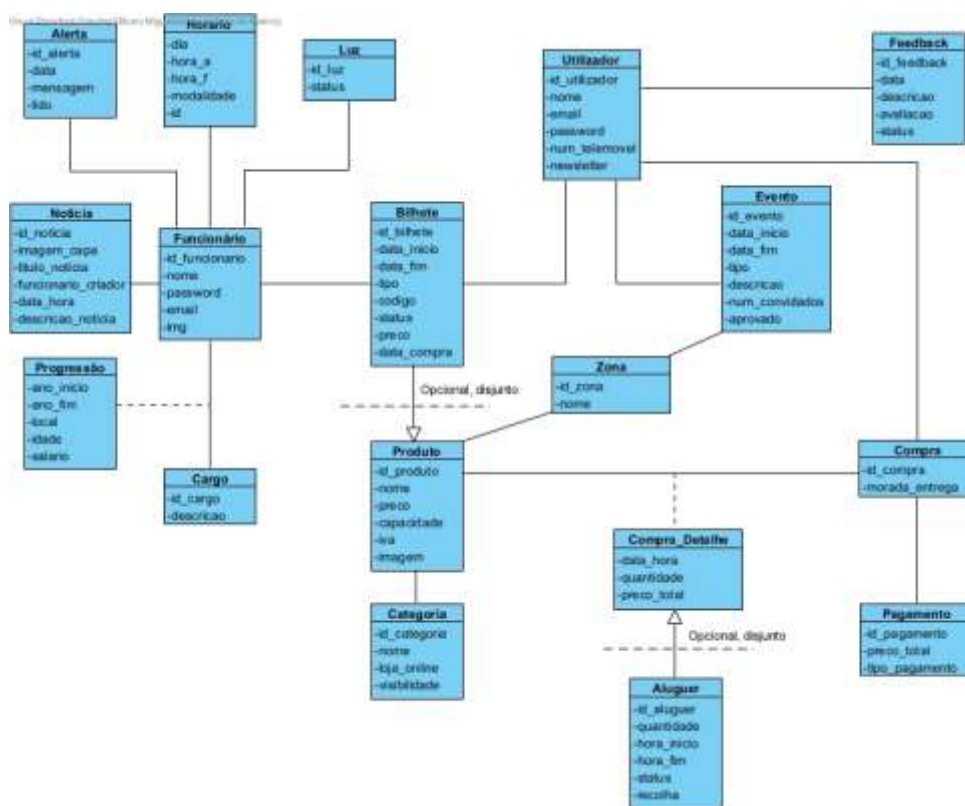 Alerta
-id_alerta
-data
-mensagem
-lido
Horario
-dia
-hora_a
-hora_f
-modalidade
-id
Luz
-id_luz
-status
Utilizador
-id_utilizador
-nome
-email
-password
-num_telemovel
-newsletter
Feedback
-id_feedback
-data
-descricao
-avaliacao
-status
Noticia
-id_noticia
-imagem_capa
-titulo_noticia
-funcionario_criador
-data_hora
-descricao_noticia
Funcionário
-id_funcionario
-nome
-password
-email
-img
Bilhete
-id_bilhete
-data_inicio
-data_fim
-tipo
-codigo
-status
-preco
-data_compra
Evento
-id_evento
-data_inicio
-data_fim
-tipo
-descricao
-num_convidados
-aprovado
Progressão
-ano_inicio
-ano_fim
-local
-idade
-salario
Opcional, disjunto
Zona
-id_zona
-nome
Cargo
-id_cargo
-descricao
Produto
-id_produto
-nome
-preco
-capacidade
-iva
-imagem
Compra
-id_compra
-morada_entrega
Compra_Detalhe
-data_hora
-quantidade
-preco_total
Categoria
-id_categoria
-nome
-loja_online
-visibilidade
Opcional, disjunto
Pagamento
-id_pagamento
-preco_total
-tipo_pagamento
Aluguer
-id_aluguer
-quantidade
-hora_inicio
-hora_fim
-status
-escolha